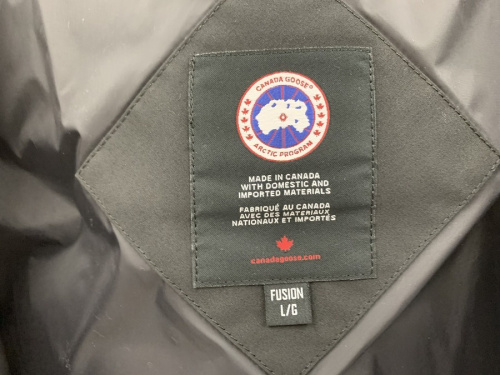 CANADA GOOSE®
ARCTIC PROGRAM
MADE IN CANADA
WITH DOMESTIC AND
IMPORTED MATERIALS
FABRIQUÉ AU CANADA
AVEC DES MATERIAUX
NATIONAUX ET IMPORTÉS
canadagoose.com
FUSION
L/G